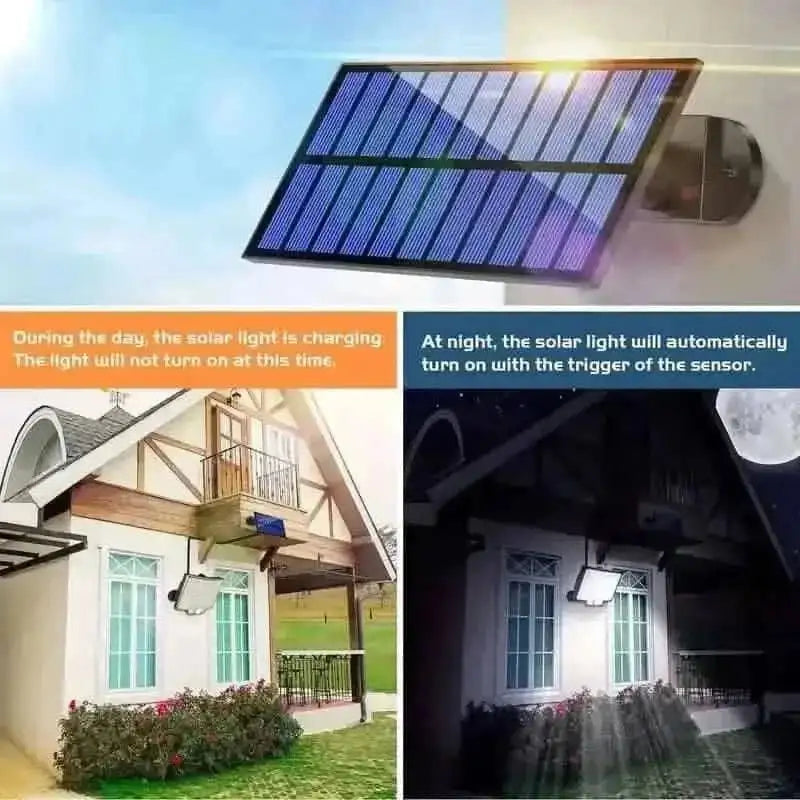 During the day, the solar light is charging
The light will not turn on at this time.
At night, the solar light will automatically
turn on with the trigger of the sensor.